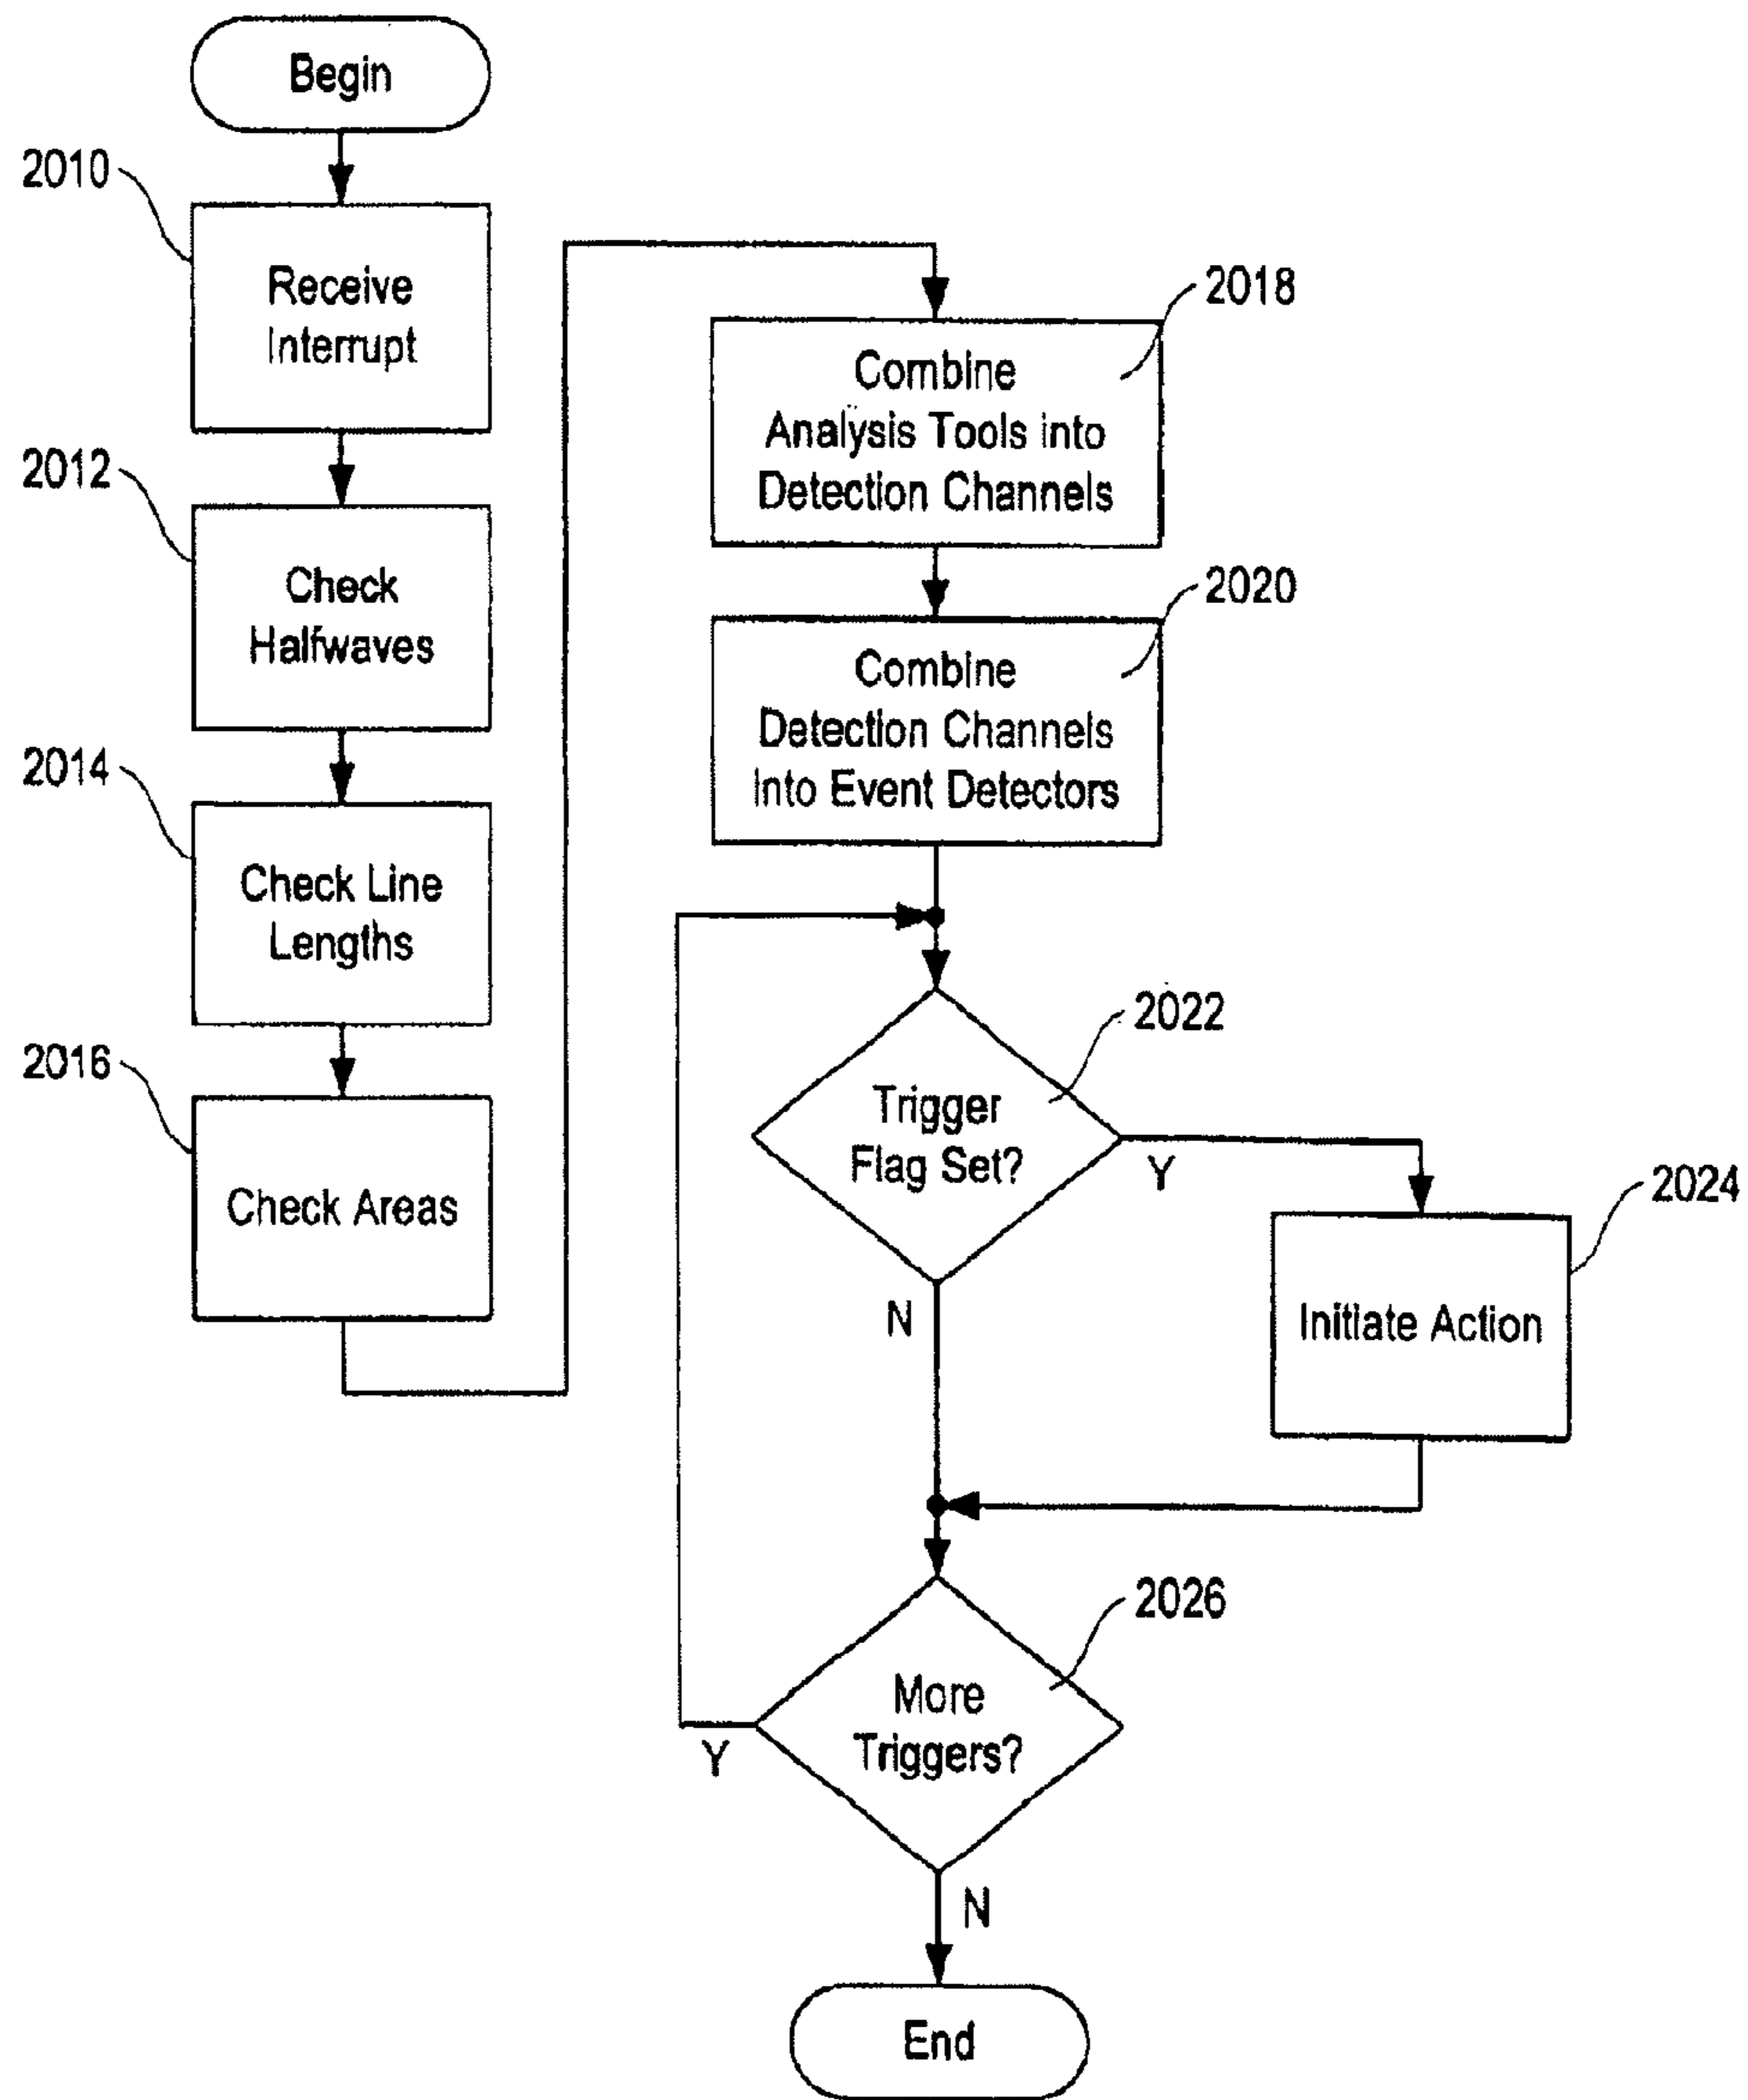 Begin
2010
Receive
Interrupt
2012
Check
Halfwaves
2014
Check Line
Lengths
2016
Check Areas
2018
Combine
Analysis Tools into
Detection Channels
2020
Combine
Detection Channels
Into Event Detectors
2022
Trigger
Flag Set?
Y
N
2024
Initiate Action
2026
More
Triggers?
Y
N
End